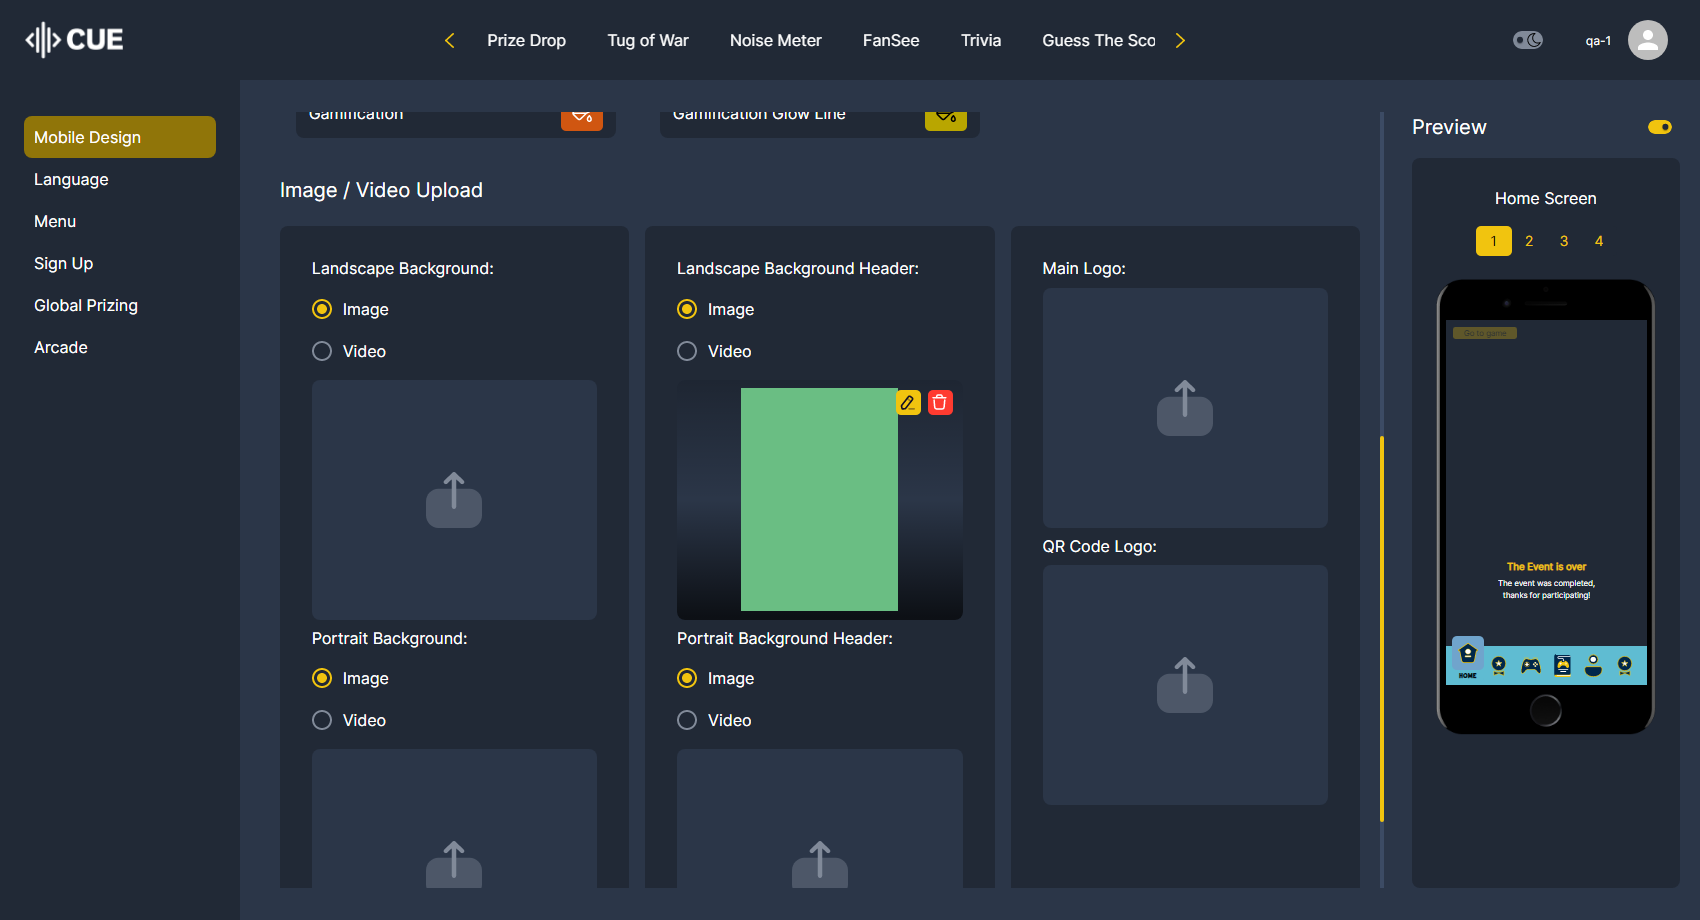 CUE
Prize Drop
Tug of War
Noise Meter
FanSee
Trivia
Guess The Sco
qa-1
Mobile Design
Language
Menu
Sign Up
Global Prizing
Arcade
Gamification
Gamification Glow Line
Image / Video Upload
Landscape Background:
Image
Video
Portrait Background:
Image
Video
Landscape Background Header:
Image
Video
Portrait Background Header:
Image
Video
Main Logo:
QR Code Logo:
Preview
Home Screen
1 2 3 4
Go to game
The Event is over
The event was completed,
thanks for participating!
HOME